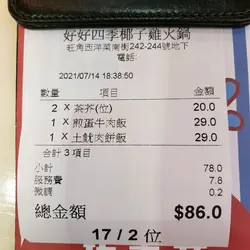 好好四季椰子雞火鍋
旺角西洋菜南街242-244號地下
電話:
2021/07/14 18:38:50
數量 項目 金額
2 X 茶芥(位) 20.0
1 X 煎蛋牛肉飯 29.0
1 X 土魷肉餅飯 29.0
合計 3 項目
小計 78.0
服務費 7.8
微調 0.2
總金額 $86.0
17 / 2 位